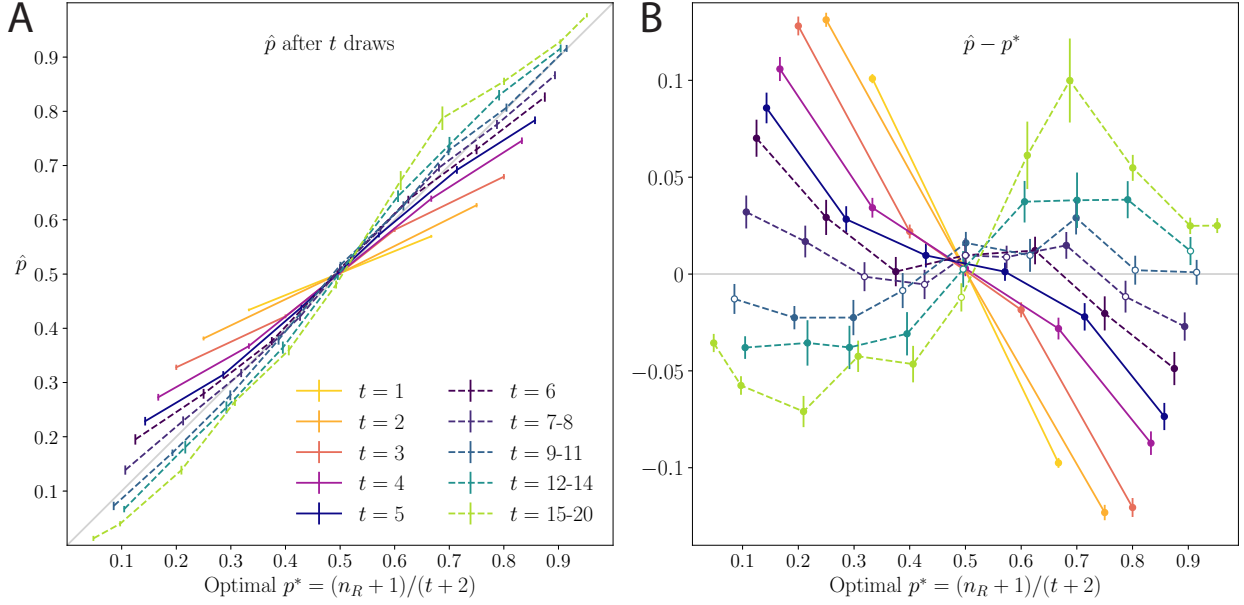 A
p̂ after t draws
0.9
0.8
0.7
0.6
0.5
0.4
0.3
0.2
0.1
p̂
t = 1
t = 2
t = 3
t = 4
t = 5
t = 6
t = 7-8
t = 9-11
t = 12-14
t = 15-20
0.1 0.2 0.3 0.4 0.5 0.6 0.7 0.8 0.9
Optimal p* = (n_R + 1)/(t + 2)
B
p̂ − p*
0.1
0.05
0
−0.05
−0.1
0.1 0.2 0.3 0.4 0.5 0.6 0.7 0.8 0.9
Optimal p* = (n_R + 1)/(t + 2)